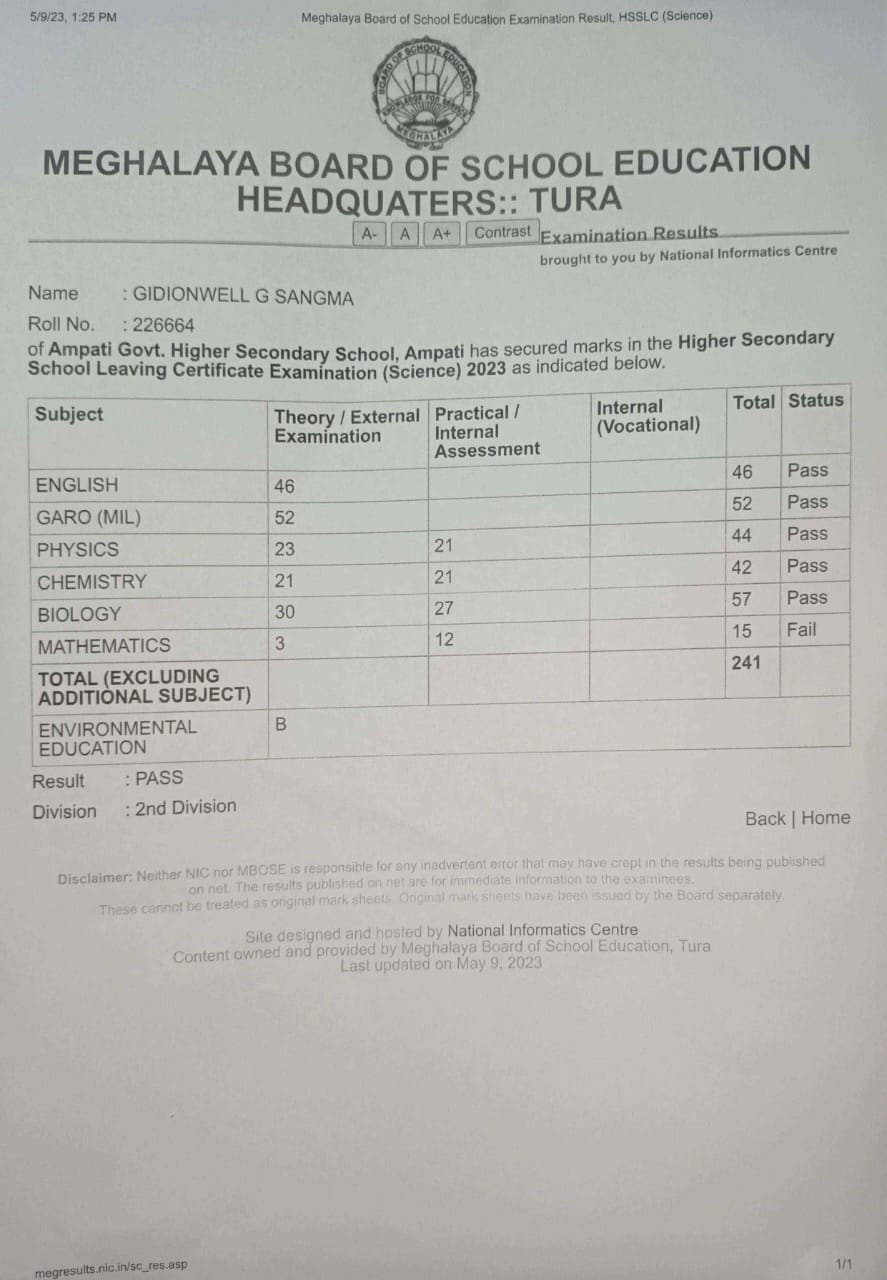 5/9/23, 1:25 PM
Meghalaya Board of School Education Examination Result, HSSLC (Science)
BOARD OF SCHOOL EDUCATION
KNOWLEDGE FOR SERVICE
MEGHALAYA
MEGHALAYA BOARD OF SCHOOL EDUCATION
HEADQUATERS:: TURA
A- A A+ Contrast Examination Results
brought to you by National Informatics Centre
Name : GIDIONWELL G SANGMA
Roll No. : 226664
of Ampati Govt. Higher Secondary School, Ampati has secured marks in the Higher Secondary
School Leaving Certificate Examination (Science) 2023 as indicated below.
Subject Theory / External Examination Practical / Internal Assessment Internal (Vocational) Total Status
ENGLISH 46 46 Pass
GARO (MIL) 52 52 Pass
PHYSICS 23 21 44 Pass
CHEMISTRY 21 21 42 Pass
BIOLOGY 30 27 57 Pass
MATHEMATICS 3 12 15 Fail
TOTAL (EXCLUDING ADDITIONAL SUBJECT) 241
ENVIRONMENTAL EDUCATION B
Result : PASS
Division : 2nd Division
Back | Home
Disclaimer: Neither NIC nor MBOSE is responsible for any inadvertent error that may have crept in the results being published
on net. The results published on net are for immediate information to the examinees.
These cannot be treated as original mark sheets. Original mark sheets have been issued by the Board separately.
Site designed and hosted by National Informatics Centre
Content owned and provided by Meghalaya Board of School Education, Tura
Last updated on May 9, 2023
megresults.nic.in/sc_res.asp
1/1